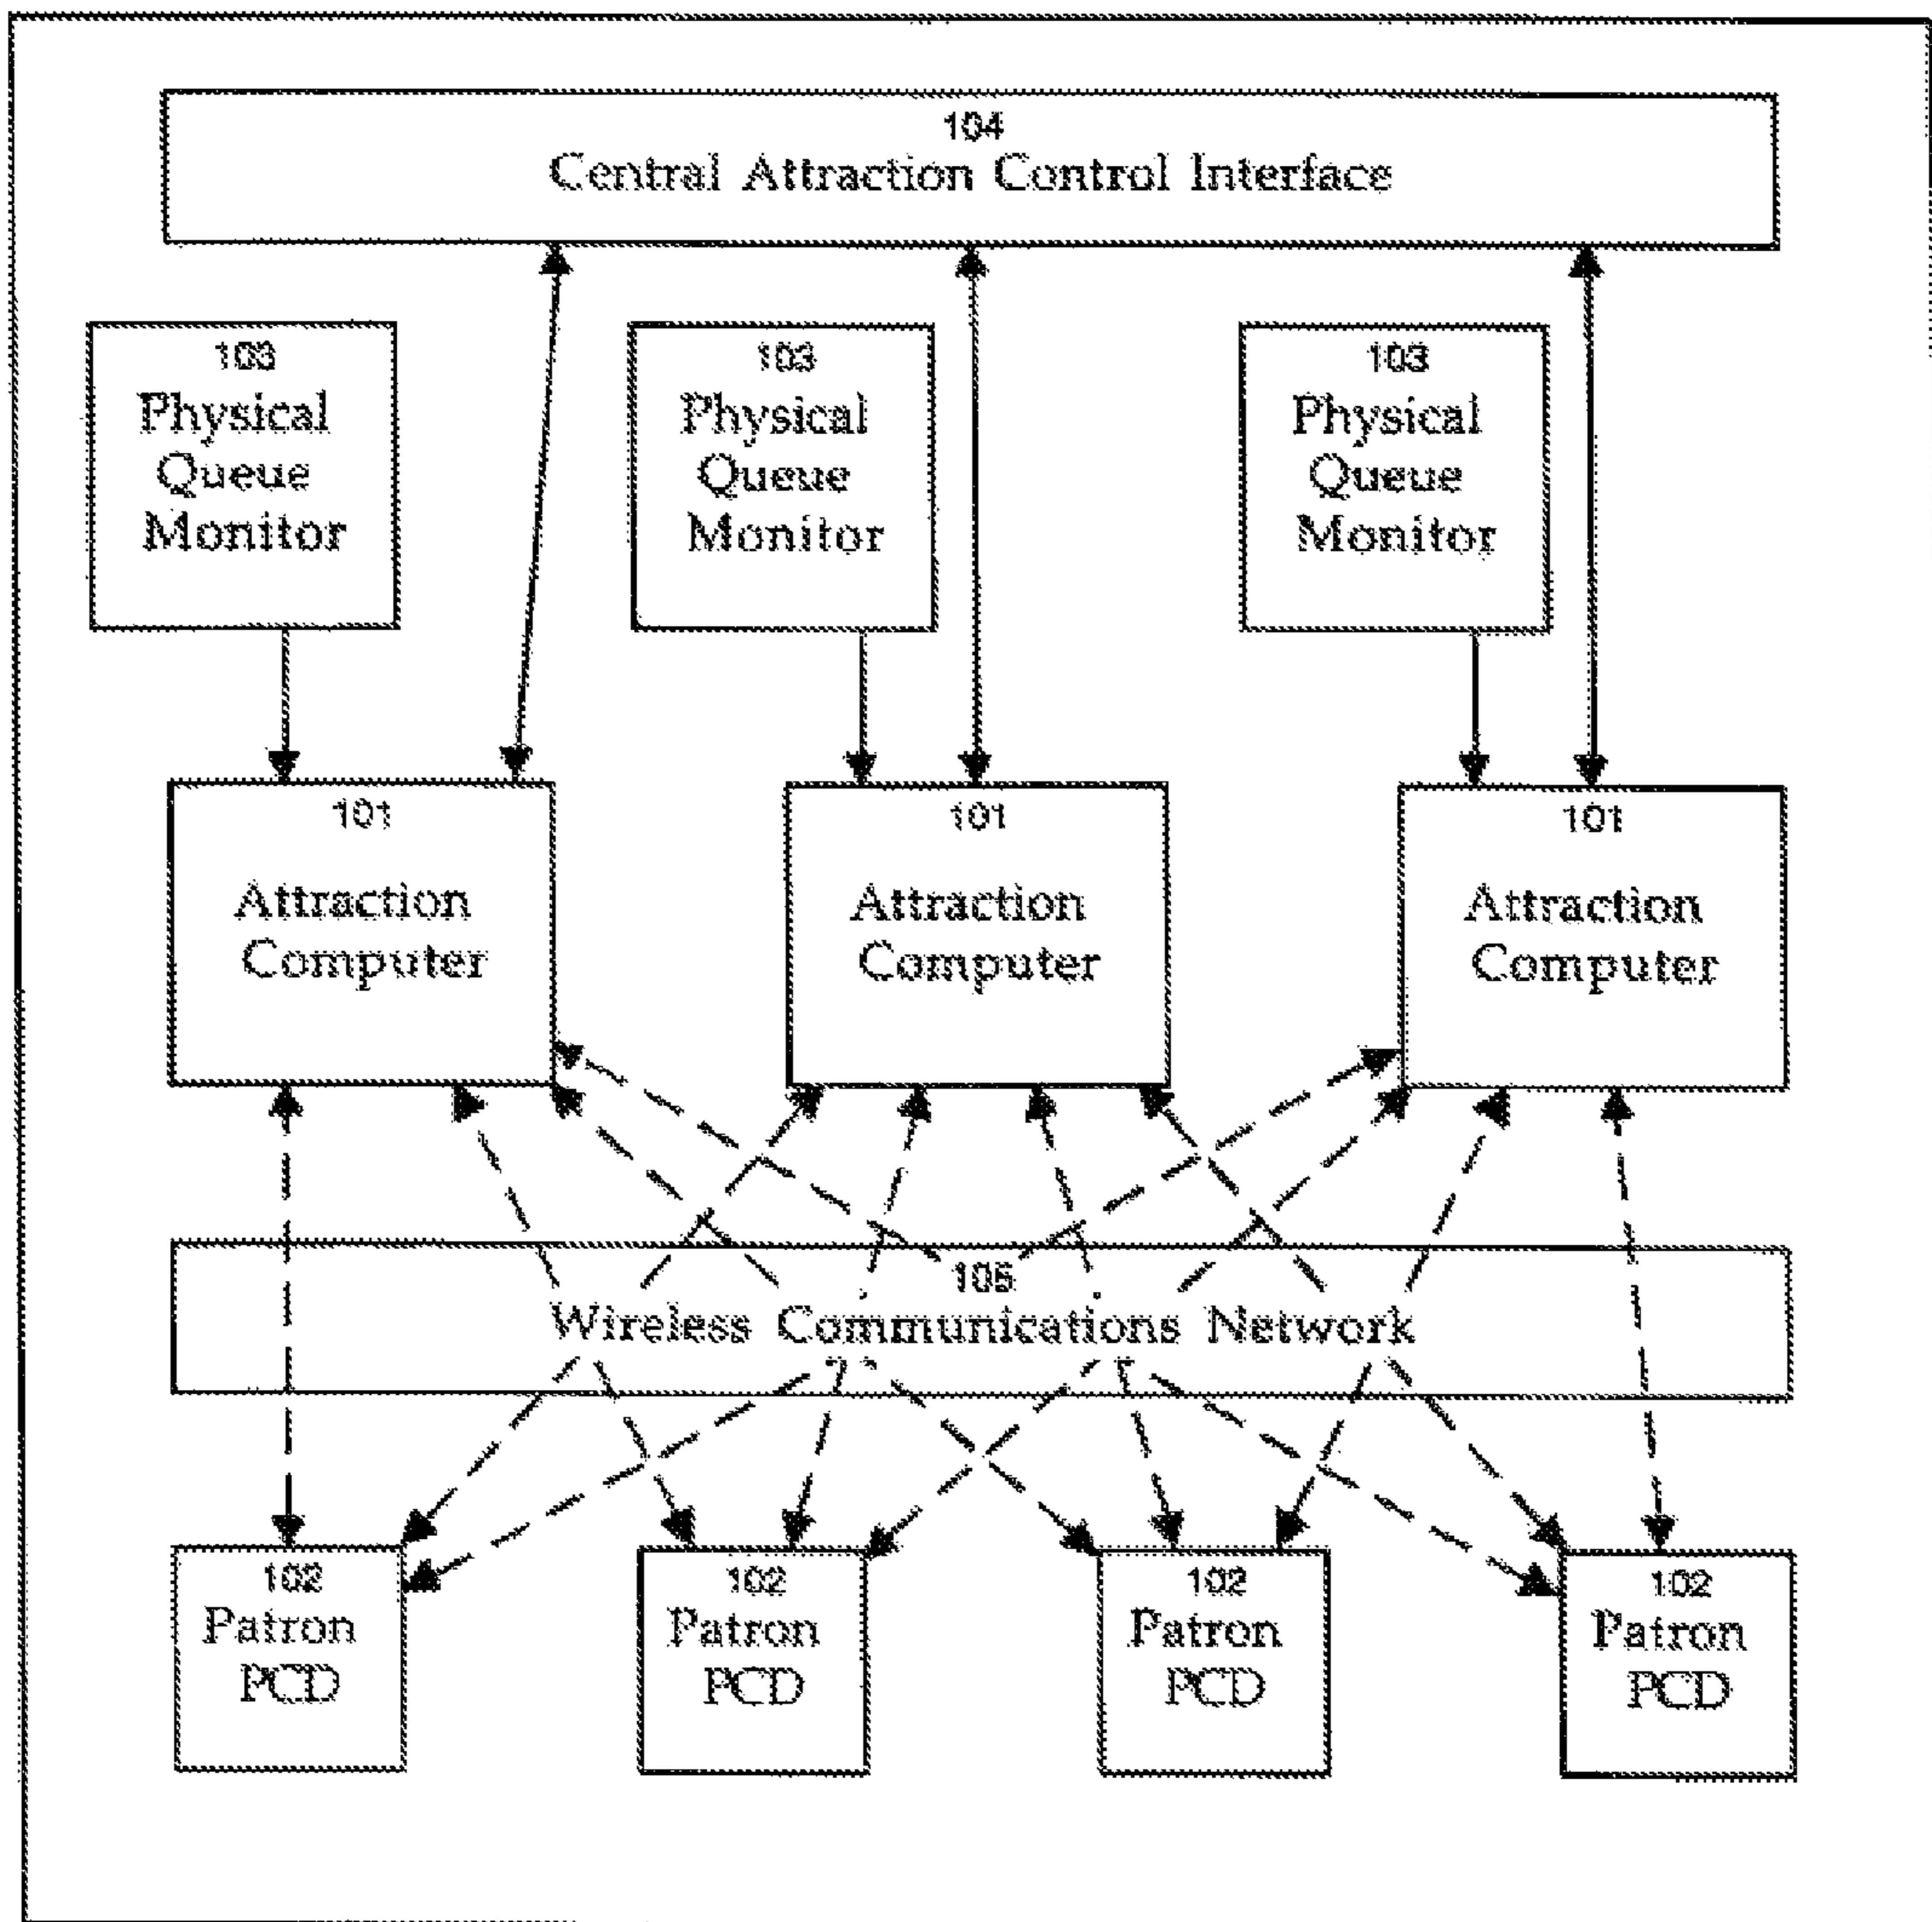 104
Central Attraction Control Interface
103
Physical
Queue
Monitor
103
Physical
Queue
Monitor
103
Physical
Queue
Monitor
101
Attraction
Computer
101
Attraction
Computer
101
Attraction
Computer
105
Wireless Communications Network
102
Patron
PCD
102
Patron
PCD
102
Patron
PCD
102
Patron
PCD